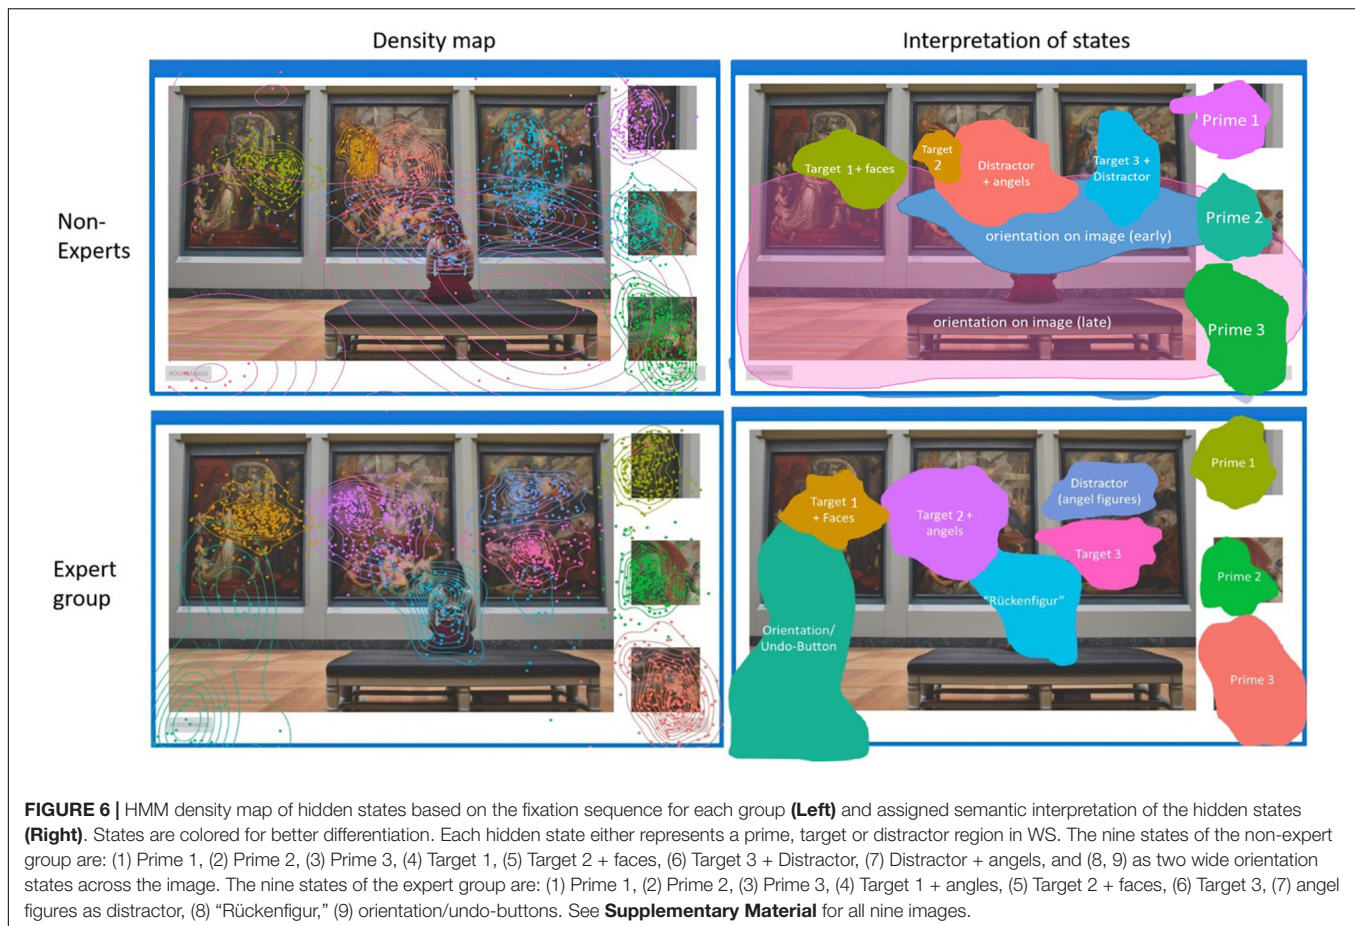 Density map
Interpretation of states
Non-
Experts
RÜCKGÄNGIG
Target 1 + faces
Target
2
Distractor
+ angels
Target 3 +
Distractor
Prime 1
Prime 2
Prime 3
orientation on image (early)
orientation on image (late)
Expert
group
Target 1
+ Faces
Target 2 +
angels
Distractor
(angel figures)
Target 3
"Rückenfigur"
Orientation/
Undo-Button
Prime 1
Prime 2
Prime 3
FIGURE 6 | HMM density map of hidden states based on the fixation sequence for each group (Left) and assigned semantic interpretation of the hidden states
(Right). States are colored for better differentiation. Each hidden state either represents a prime, target or distractor region in WS. The nine states of the non-expert
group are: (1) Prime 1, (2) Prime 2, (3) Prime 3, (4) Target 1, (5) Target 2 + faces, (6) Target 3 + Distractor, (7) Distractor + angels, and (8, 9) as two wide orientation
states across the image. The nine states of the expert group are: (1) Prime 1, (2) Prime 2, (3) Prime 3, (4) Target 1 + angles, (5) Target 2 + faces, (6) Target 3, (7) angel
figures as distractor, (8) “Rückenfigur,” (9) orientation/undo-buttons. See Supplementary Material for all nine images.